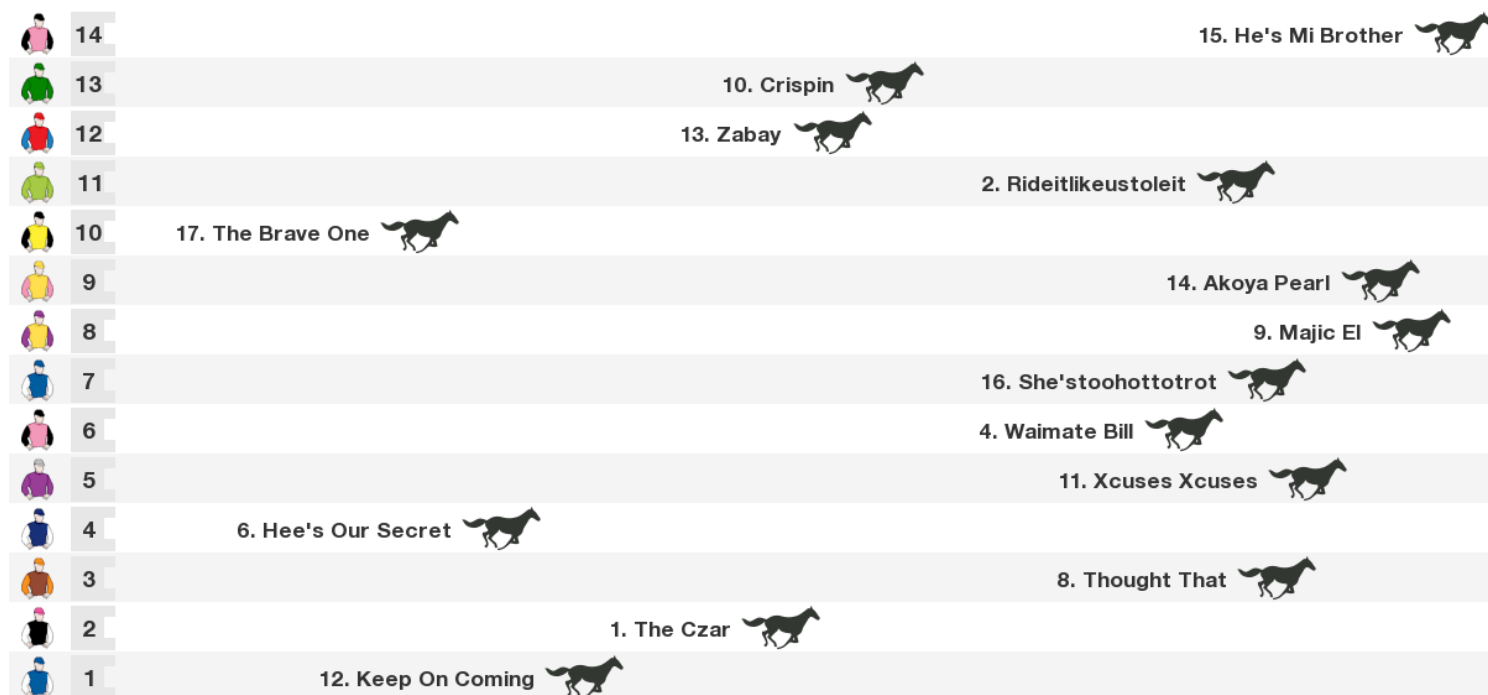 14 15. He's Mi Brother
13 10. Crispin
12 13. Zabay
11 2. Rideitlikeustoleit
10 17. The Brave One
9 14. Akoya Pearl
8 9. Majic El
7 16. She'stoohottotrot
6 4. Waimate Bill
5 11. Xcuses Xcuses
4 6. Hee's Our Secret
3 8. Thought That
2 1. The Czar
1 12. Keep On Coming